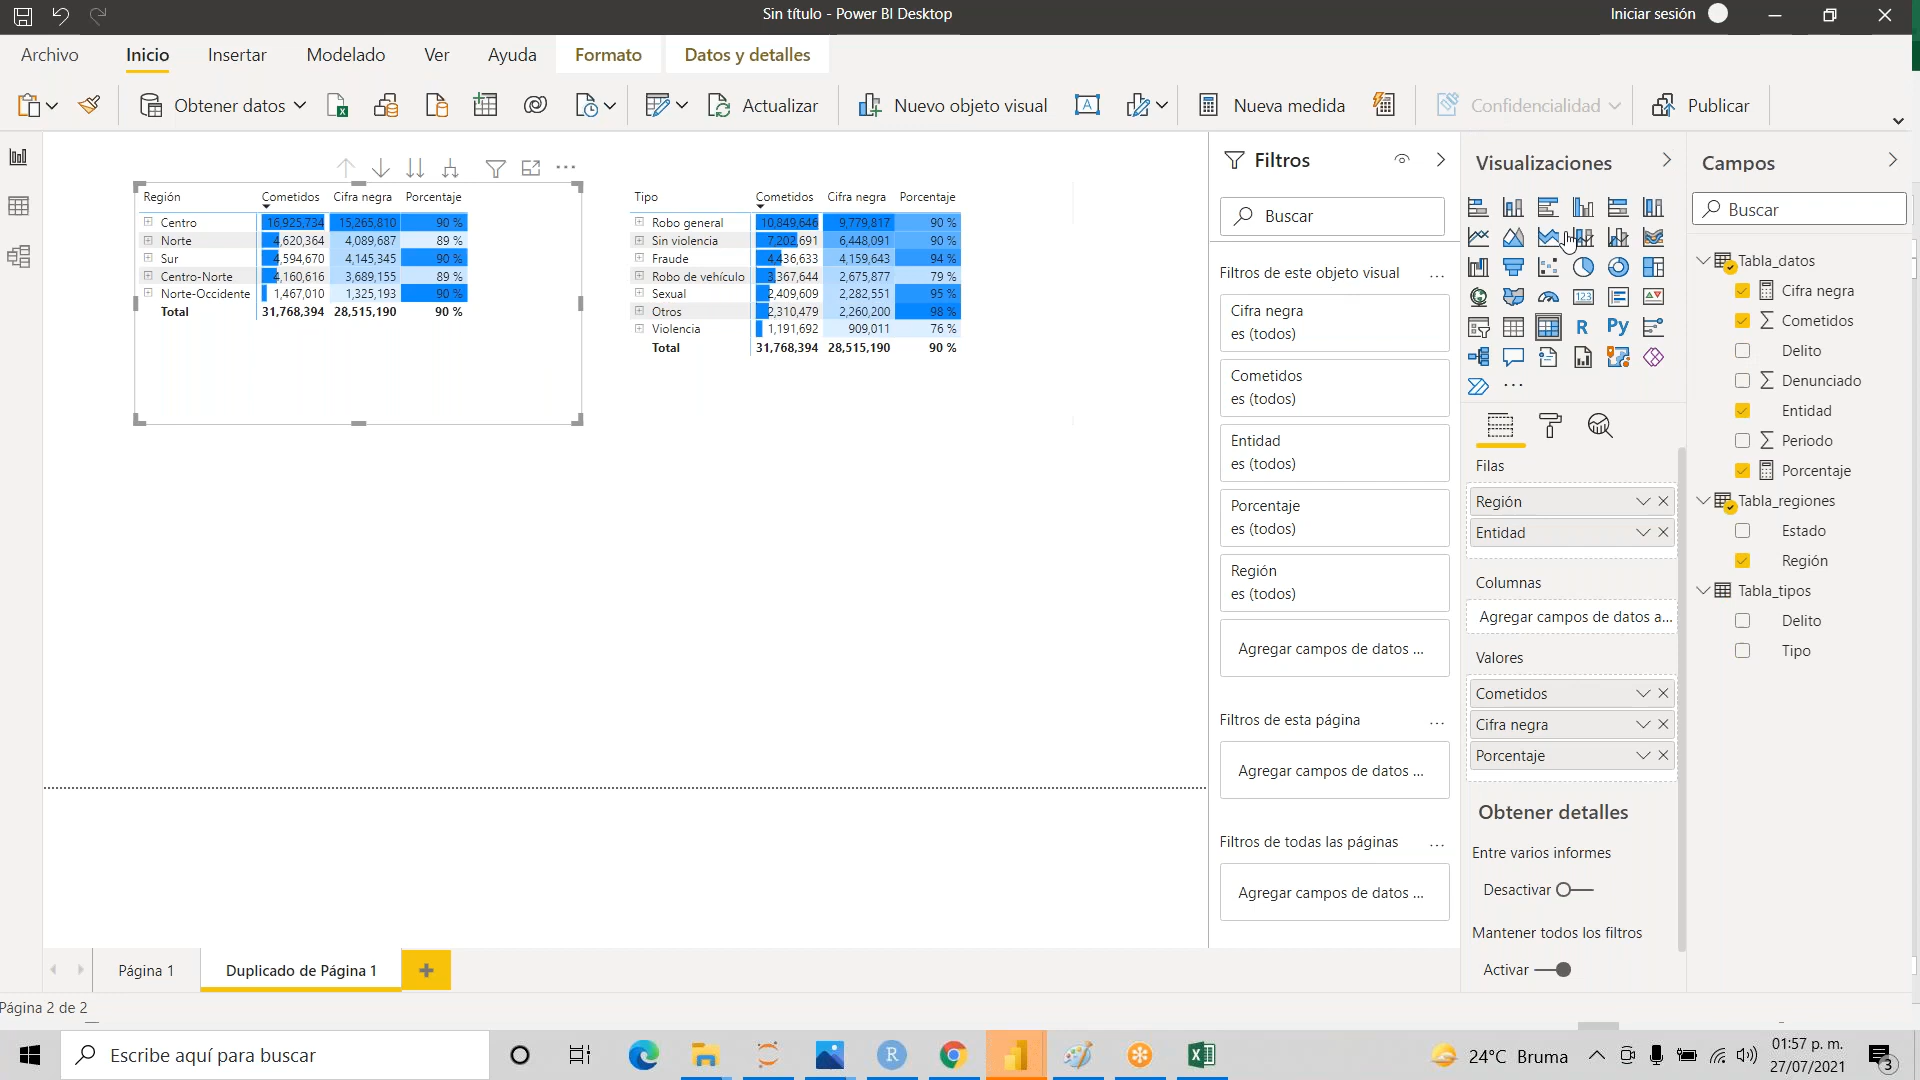 Sin título - Power BI Desktop
Iniciar sesión
Archivo Inicio Insertar Modelado Ver Ayuda Formato Datos y detalles
Obtener datos Actualizar Nuevo objeto visual Nueva medida Confidencialidad Publicar
Región Cometidos Cifra negra Porcentaje
Centro 16,925,734 15,265,810 90 %
Norte 4,620,364 4,089,687 89 %
Sur 4,594,670 4,145,345 90 %
Centro-Norte 4,160,616 3,689,155 89 %
Norte-Occidente 1,467,010 1,325,193 90 %
Total 31,768,394 28,515,190 90 %
Tipo Cometidos Cifra negra Porcentaje
Robo general 10,849,646 9,779,817 90 %
Sin violencia 7,202,691 6,448,091 90 %
Fraude 4,436,633 4,159,643 94 %
Robo de vehículo 3,367,644 2,675,877 79 %
Sexual 2,409,609 2,282,551 95 %
Otros 2,310,479 2,260,200 98 %
Violencia 1,191,692 909,011 76 %
Total 31,768,394 28,515,190 90 %
Filtros
Buscar
Filtros de este objeto visual ...
Cifra negra
es (todos)
Cometidos
es (todos)
Entidad
es (todos)
Porcentaje
es (todos)
Región
es (todos)
Agregar campos de datos ...
Filtros de esta página ...
Agregar campos de datos ...
Filtros de todas las páginas ...
Agregar campos de datos ...
Visualizaciones
123
R Py
...
Filas
Región
Entidad
Columnas
Agregar campos de datos a...
Valores
Cometidos
Cifra negra
Porcentaje
Obtener detalles
Entre varios informes
Desactivar
Mantener todos los filtros
Activar
Campos
Buscar
Tabla_datos
Cifra negra
Cometidos
Delito
Denunciado
Entidad
Periodo
Porcentaje
Tabla_regiones
Estado
Región
Tabla_tipos
Delito
Tipo
Página 1 Duplicado de Página 1 +
Página 2 de 2
Escribe aquí para buscar
24°C Bruma
01:57 p. m.
27/07/2021
3